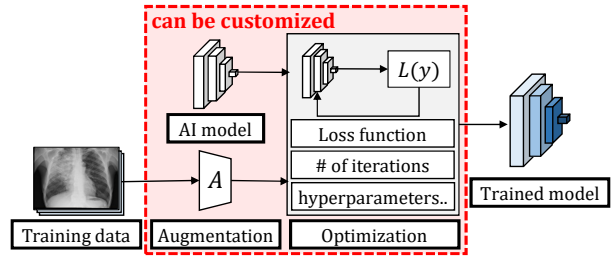 can be customized
AI model
L(y)
Loss function
# of iterations
hyperparameters..
A
Training data
Augmentation
Optimization
Trained model